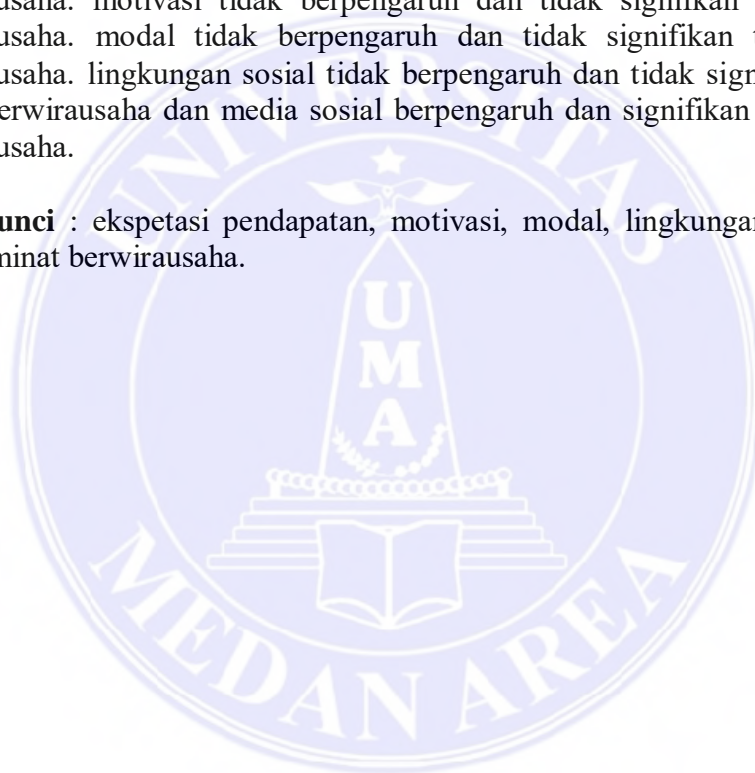 usaha. motivasi tidak berpengaruh dan tidak signifikan
usaha. modal tidak berpengaruh dan tidak signifikan t
usaha. lingkungan sosial tidak berpengaruh dan tidak sign
erwirausaha dan media sosial berpengaruh dan signifikan
usaha.
unci : ekspetasi pendapatan, motivasi, modal, lingkungan
minat berwirausaha.
UNIVERSITAS
UMA
MEDAN AREA